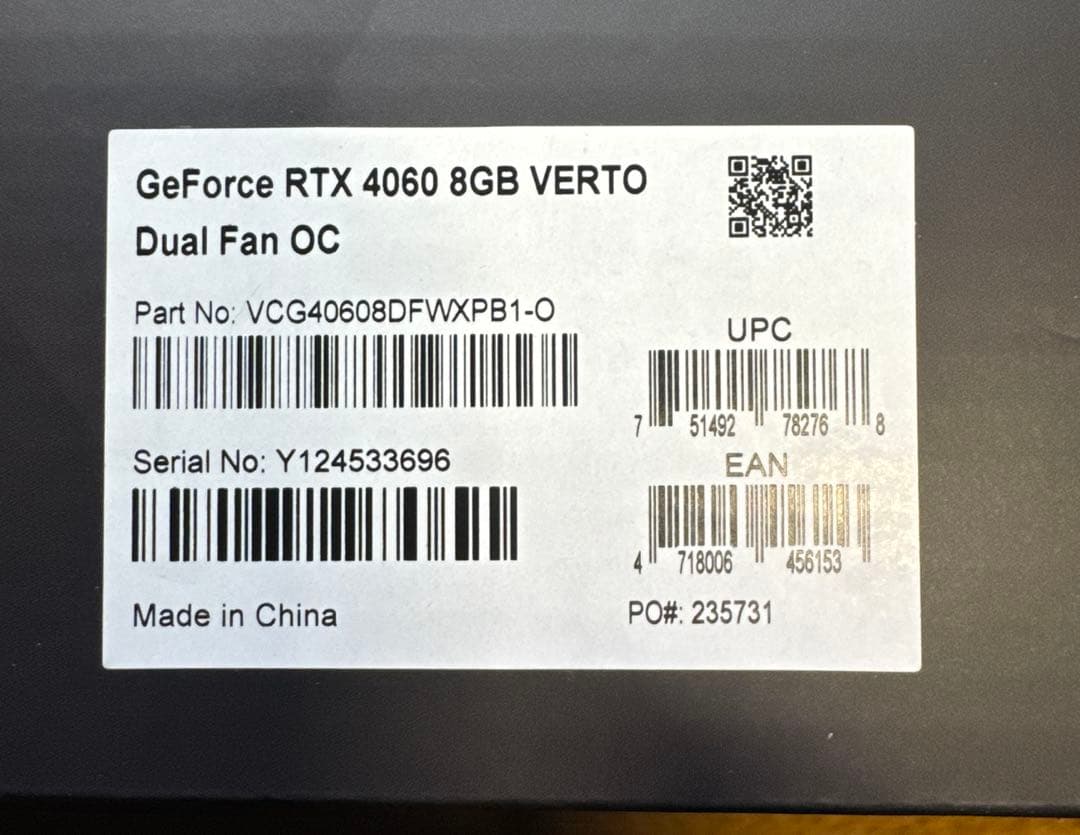 GeForce RTX 4060 8GB VERTO
Dual Fan OC
Part No: VCG40608DFWXPB1-O
Serial No: Y124533696
Made in China
UPC
7 51492 78276 8
EAN
4 718006 456153
PO#: 235731